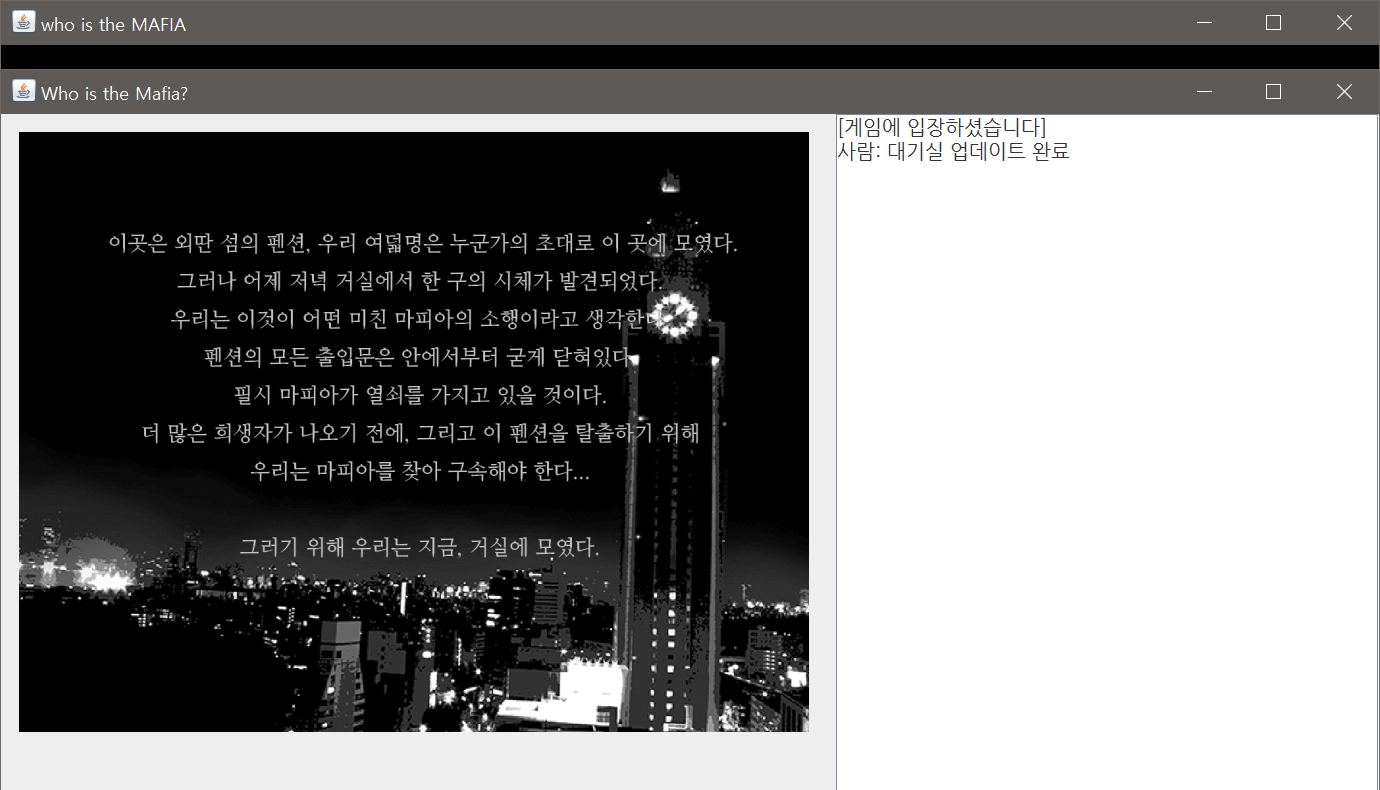 who is the MAFIA
Who is the Mafia?
이곳은 외딴 섬의 펜션, 우리 여덟명은 누군가의 초대로 이 곳에 모였다.
그러나 어제 저녁 거실에서 한 구의 시체가 발견되었다.
우리는 이것이 어떤 미친 마피아의 소행이라고 생각한다
펜션의 모든 출입문은 안에서부터 굳게 닫혀있다
필시 마피아가 열쇠를 가지고 있을 것이다.
더 많은 희생자가 나오기 전에, 그리고 이 펜션을 탈출하기 위해
우리는 마피아를 찾아 구속해야 한다...
그러기 위해 우리는 지금, 거실에 모였다.
[게임에 입장하셨습니다]
사람: 대기실 업데이트 완료